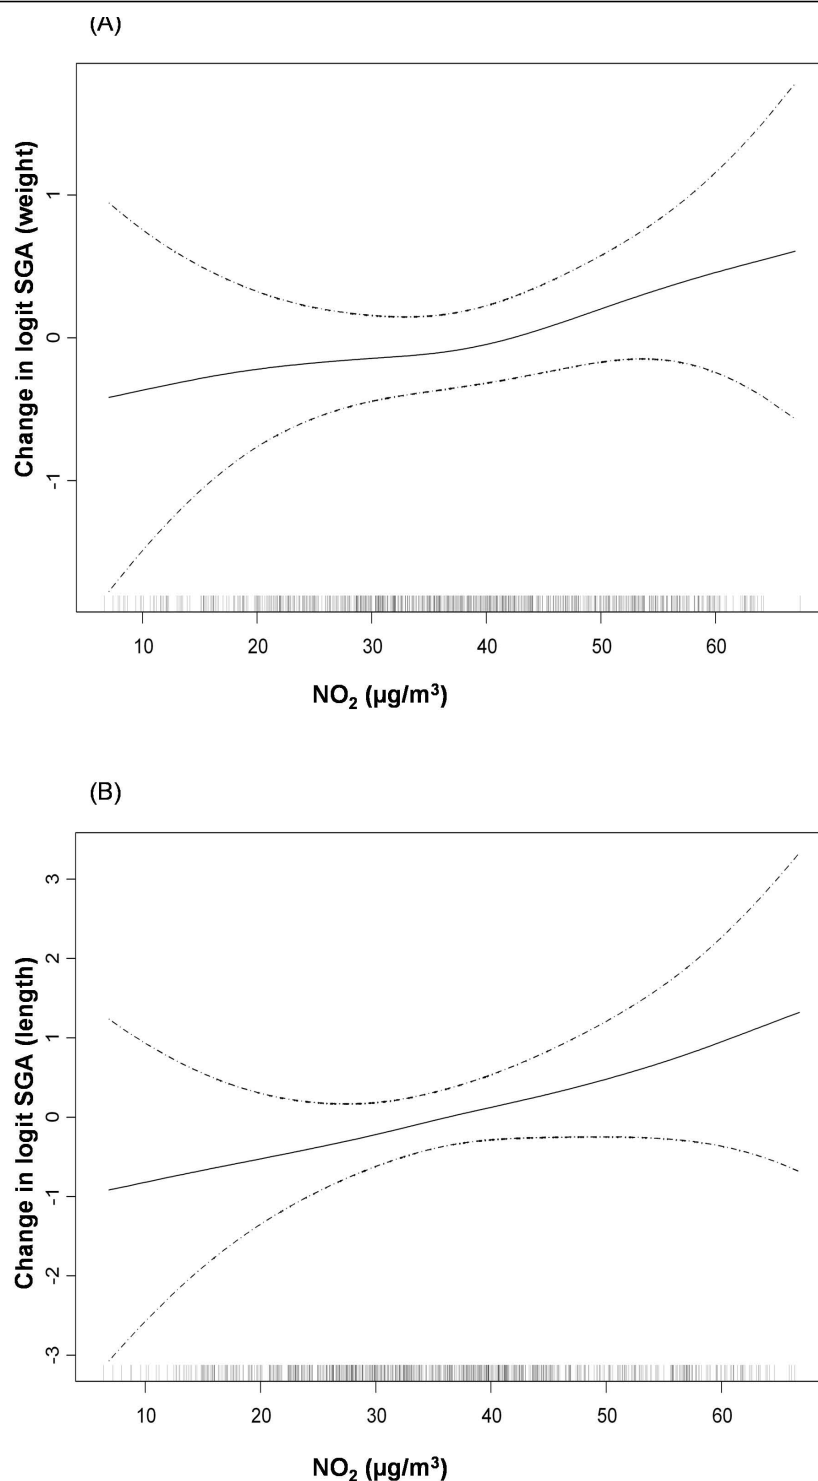 (A)
Change in logit SGA (weight)
1
0
-1
10 20 30 40 50 60
NO₂ (µg/m³)
(B)
Change in logit SGA (length)
3
2
1
0
-1
-2
-3
10 20 30 40 50 60
NO₂ (µg/m³)